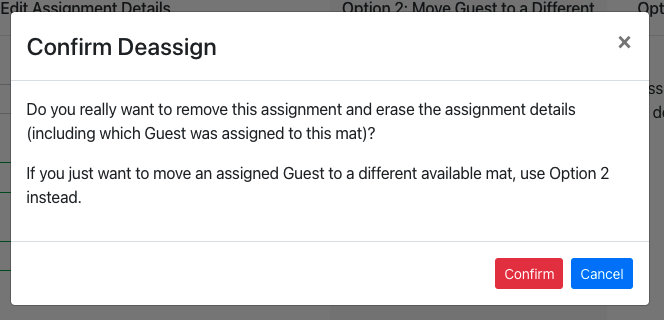 Edit Assignment Details
Option 2: Move Guest to a Different
Confirm Deassign
×
Do you really want to remove this assignment and erase the assignment details
(including which Guest was assigned to this mat)?
If you just want to move an assigned Guest to a different available mat, use Option 2
instead.
Confirm
Cancel